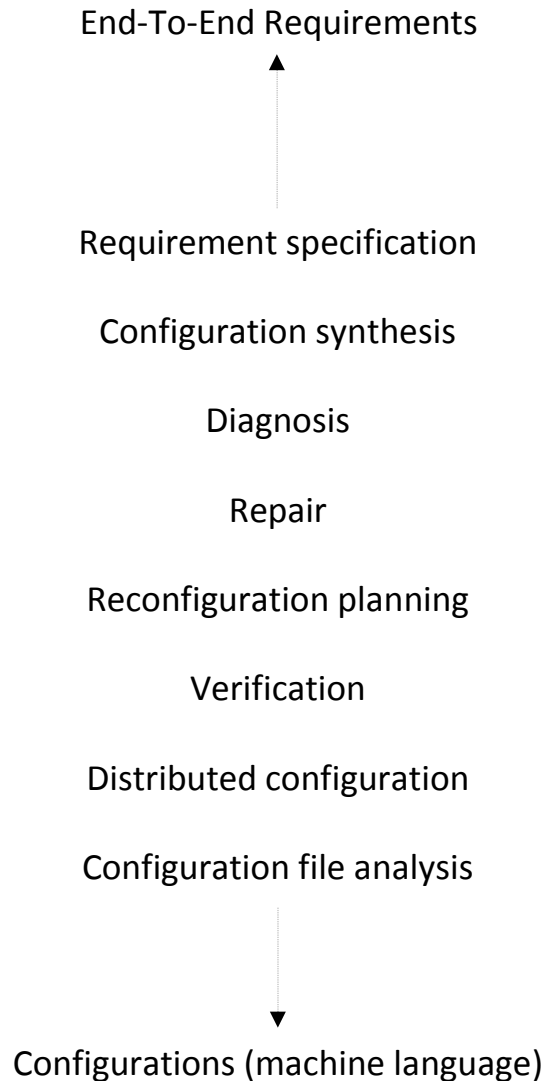 End-To-End Requirements
Requirement specification
Configuration synthesis
Diagnosis
Repair
Reconfiguration planning
Verification
Distributed configuration
Configuration file analysis
Configurations (machine language)